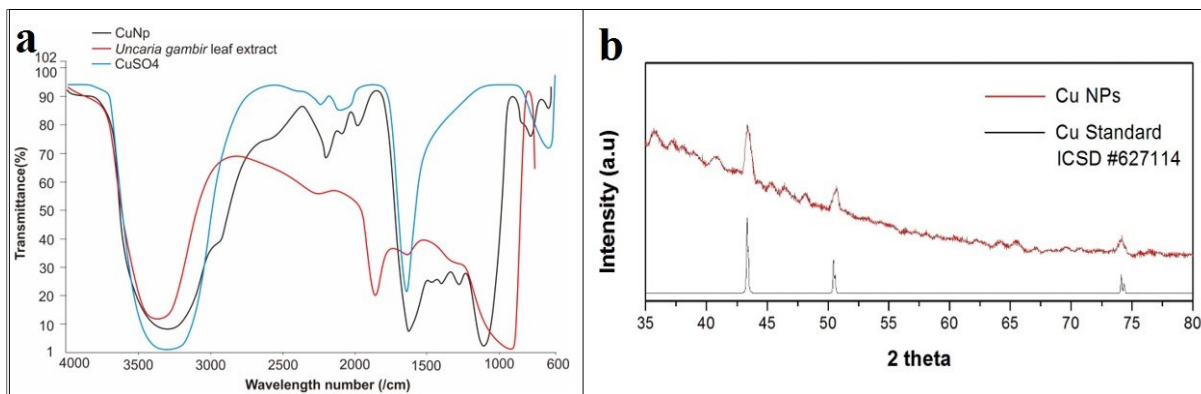 a
CuNp
Uncaria gambir leaf extract
CuSO4
102
100
90
80
70
60
50
40
30
20
10
1
Transmittance(%)
4000 3500 3000 2500 2000 1500 1000 600
Wavelength number (/cm)
b
Cu NPs
Cu Standard
ICSD #627114
Intensity (a.u)
35 40 45 50 55 60 65 70 75 80
2 theta